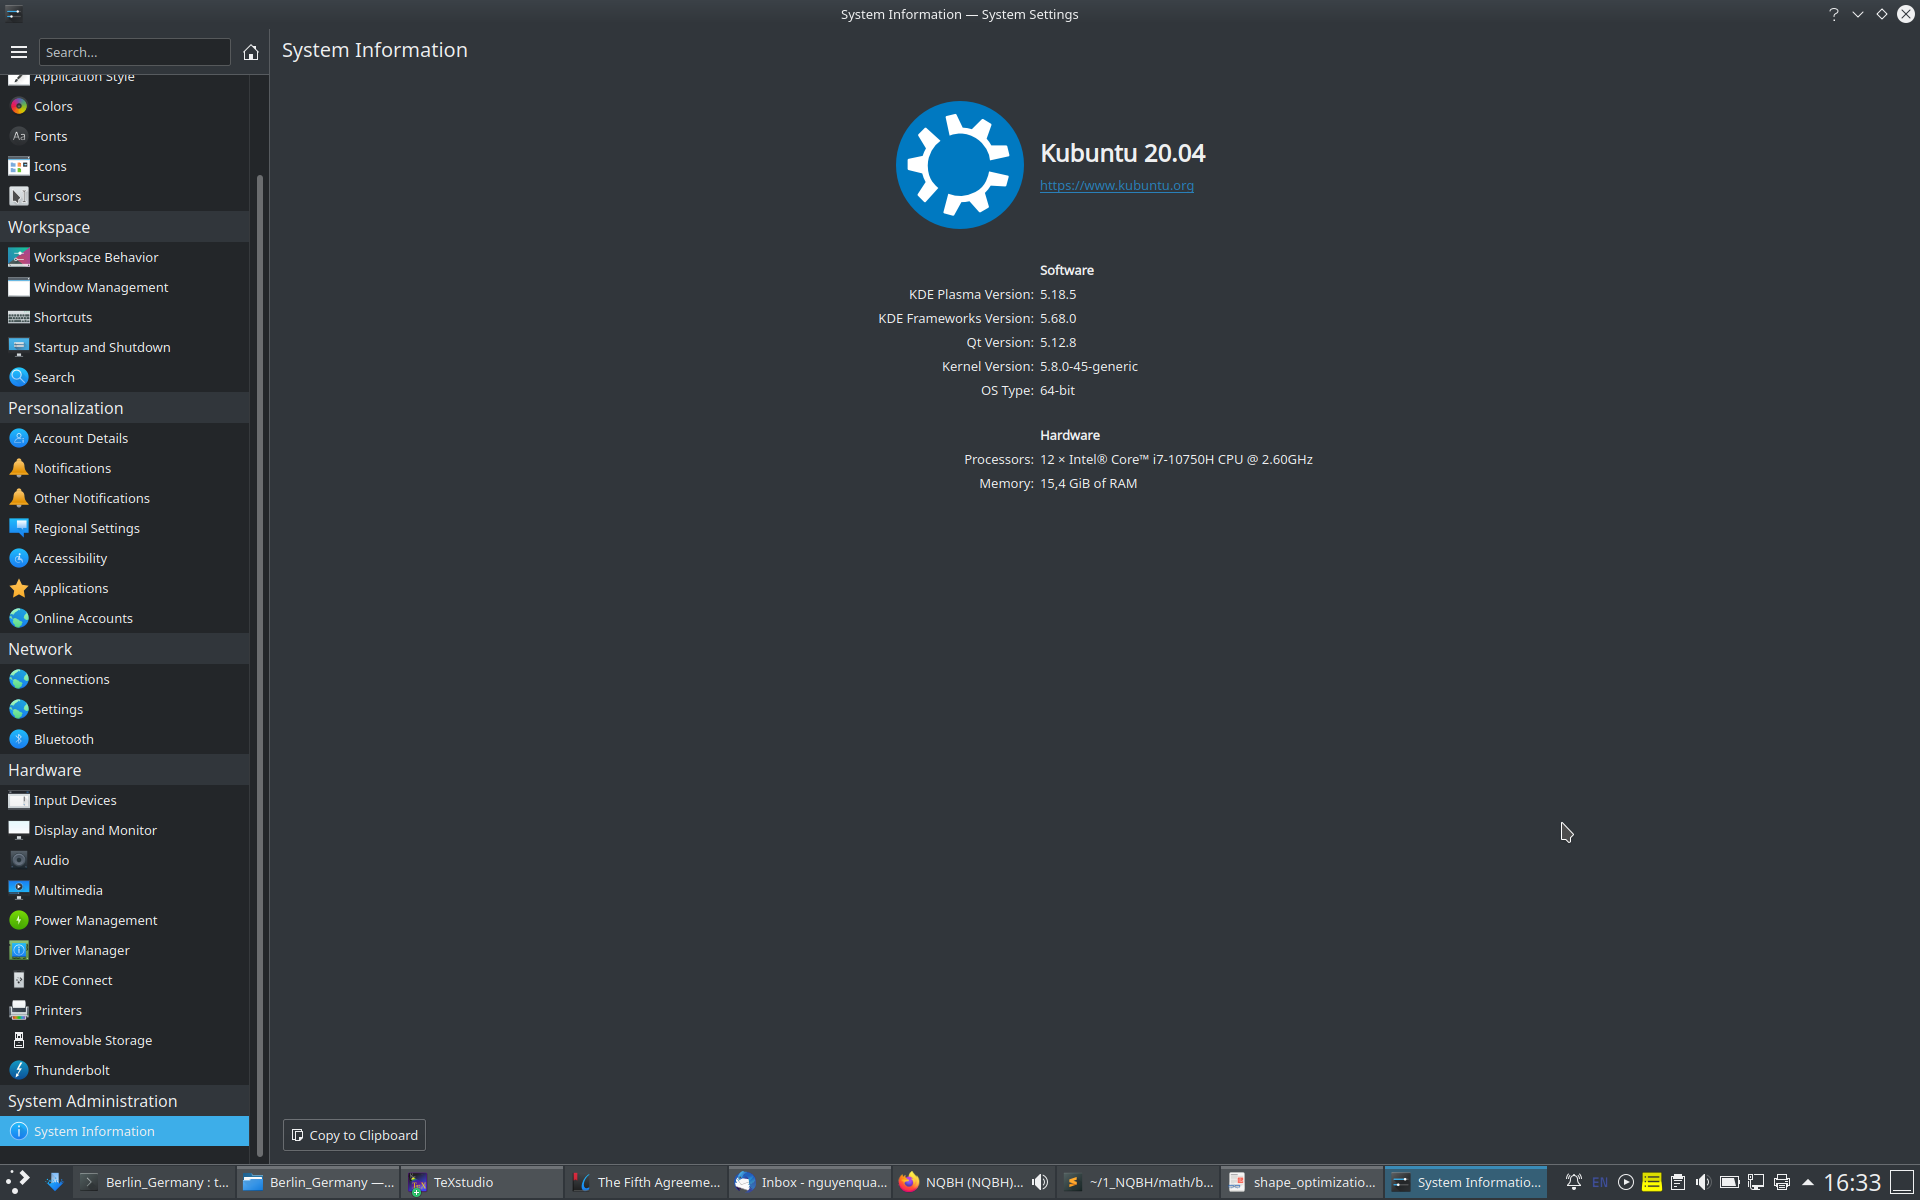 System Information — System Settings
Search...
System Information
Application Style
Colors
Fonts
Icons
Cursors
Workspace
Workspace Behavior
Window Management
Shortcuts
Startup and Shutdown
Search
Personalization
Account Details
Notifications
Other Notifications
Regional Settings
Accessibility
Applications
Online Accounts
Network
Connections
Settings
Bluetooth
Hardware
Input Devices
Display and Monitor
Audio
Multimedia
Power Management
Driver Manager
KDE Connect
Printers
Removable Storage
Thunderbolt
System Administration
System Information
Kubuntu 20.04
https://www.kubuntu.org
Software
KDE Plasma Version: 5.18.5
KDE Frameworks Version: 5.68.0
Qt Version: 5.12.8
Kernel Version: 5.8.0-45-generic
OS Type: 64-bit
Hardware
Processors: 12 × Intel® Core™ i7-10750H CPU @ 2.60GHz
Memory: 15,4 GiB of RAM
Copy to Clipboard
Berlin_Germany : t...
Berlin_Germany —...
TeXstudio
The Fifth Agreeme...
Inbox - nguyenqua...
NQBH (NQBH)...
~/1_NQBH/math/b...
shape_optimizatio...
System Informatio...
EN
16:33